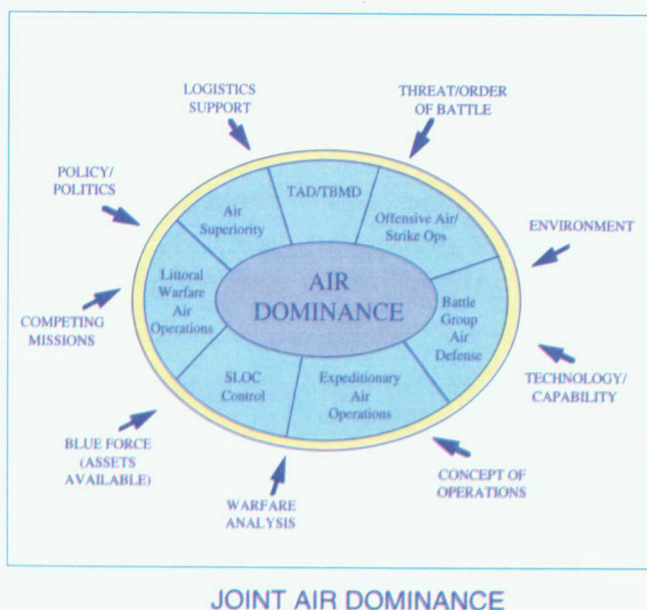 LOGISTICS
SUPPORT
THREAT/ORDER
OF BATTLE
POLICY/
POLITICS
ENVIRONMENT
COMPETING
MISSIONS
TECHNOLOGY/
CAPABILITY
BLUE FORCE
(ASSETS
AVAILABLE)
WARFARE
ANALYSIS
CONCEPT OF
OPERATIONS
TAD/TBMD
Air
Superiority
Offensive Air/
Strike Ops
Littoral
Warfare
Air
Operations
AIR
DOMINANCE
Battle
Group
Air
Defense
SLOC
Control
Expeditionary
Air
Operations
JOINT AIR DOMINANCE